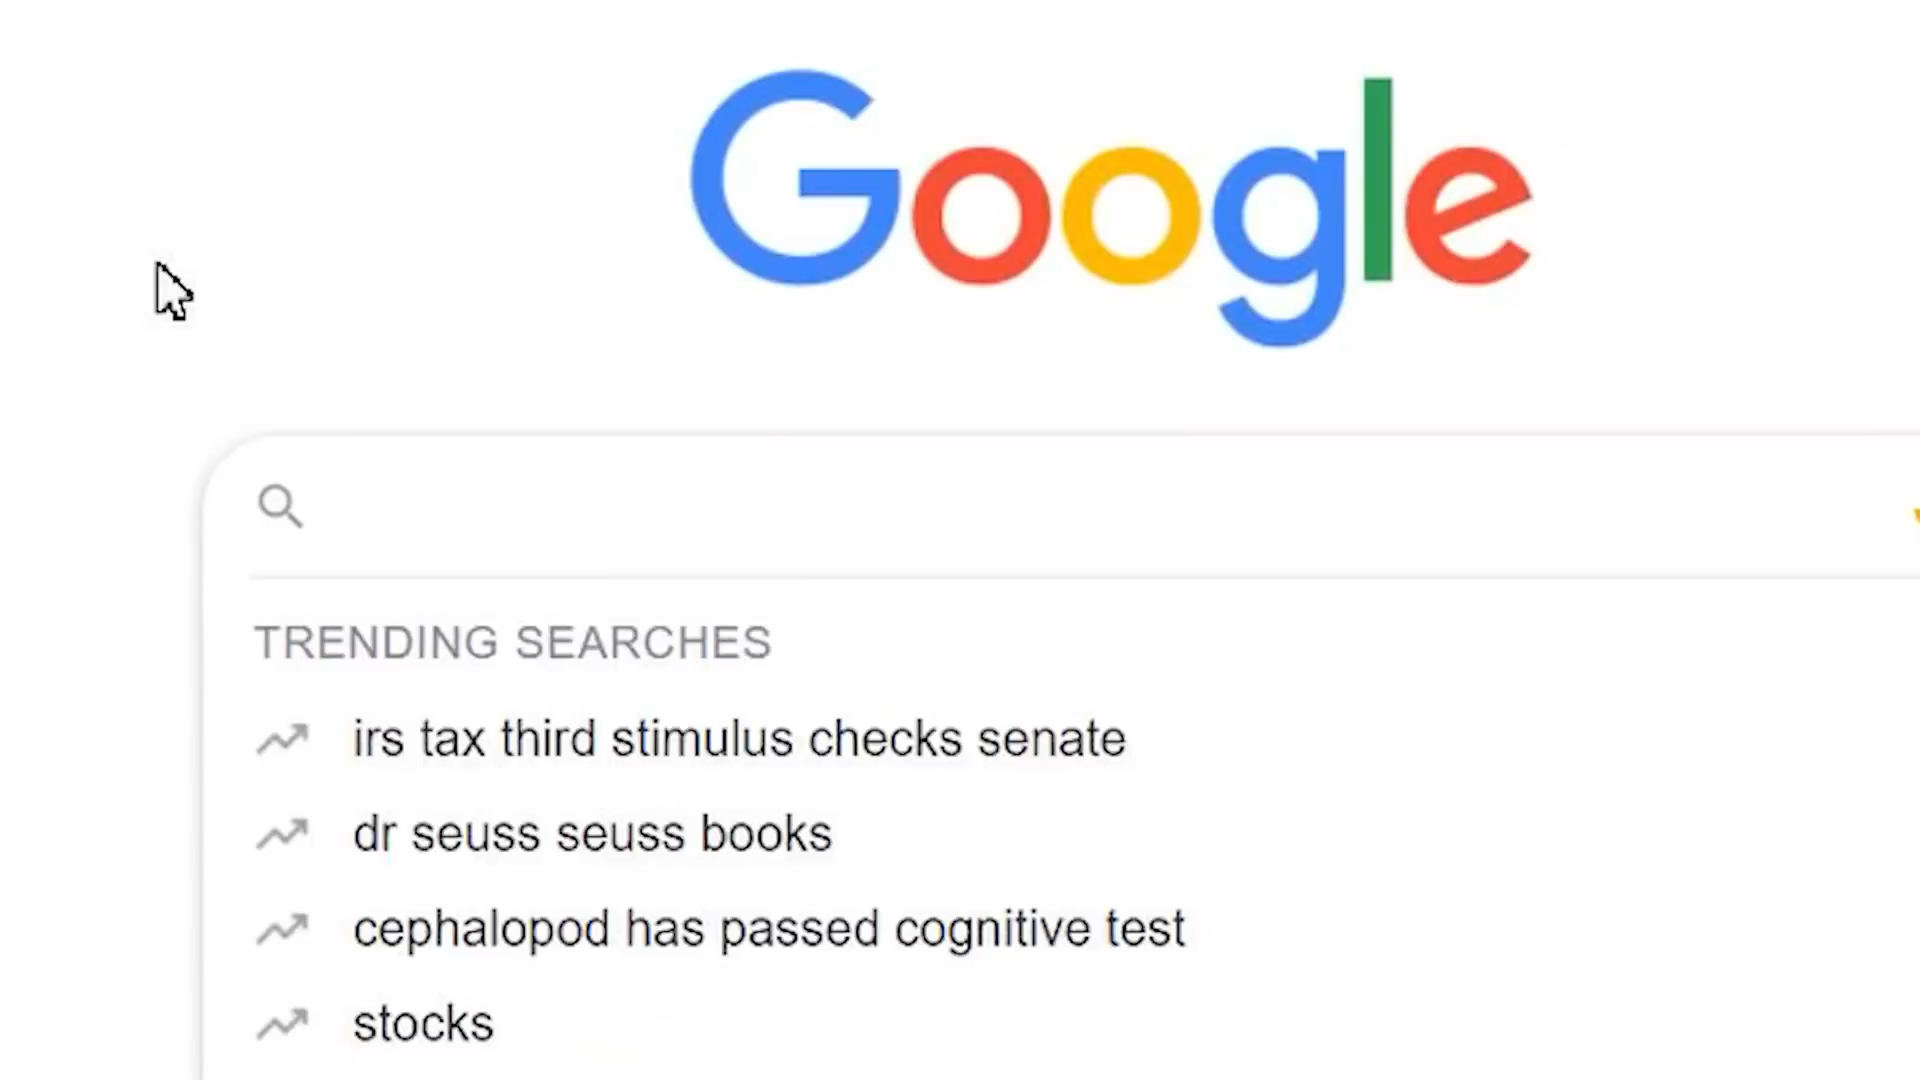 Google
TRENDING SEARCHES
irs tax third stimulus checks senate
dr seuss seuss books
cephalopod has passed cognitive test
stocks